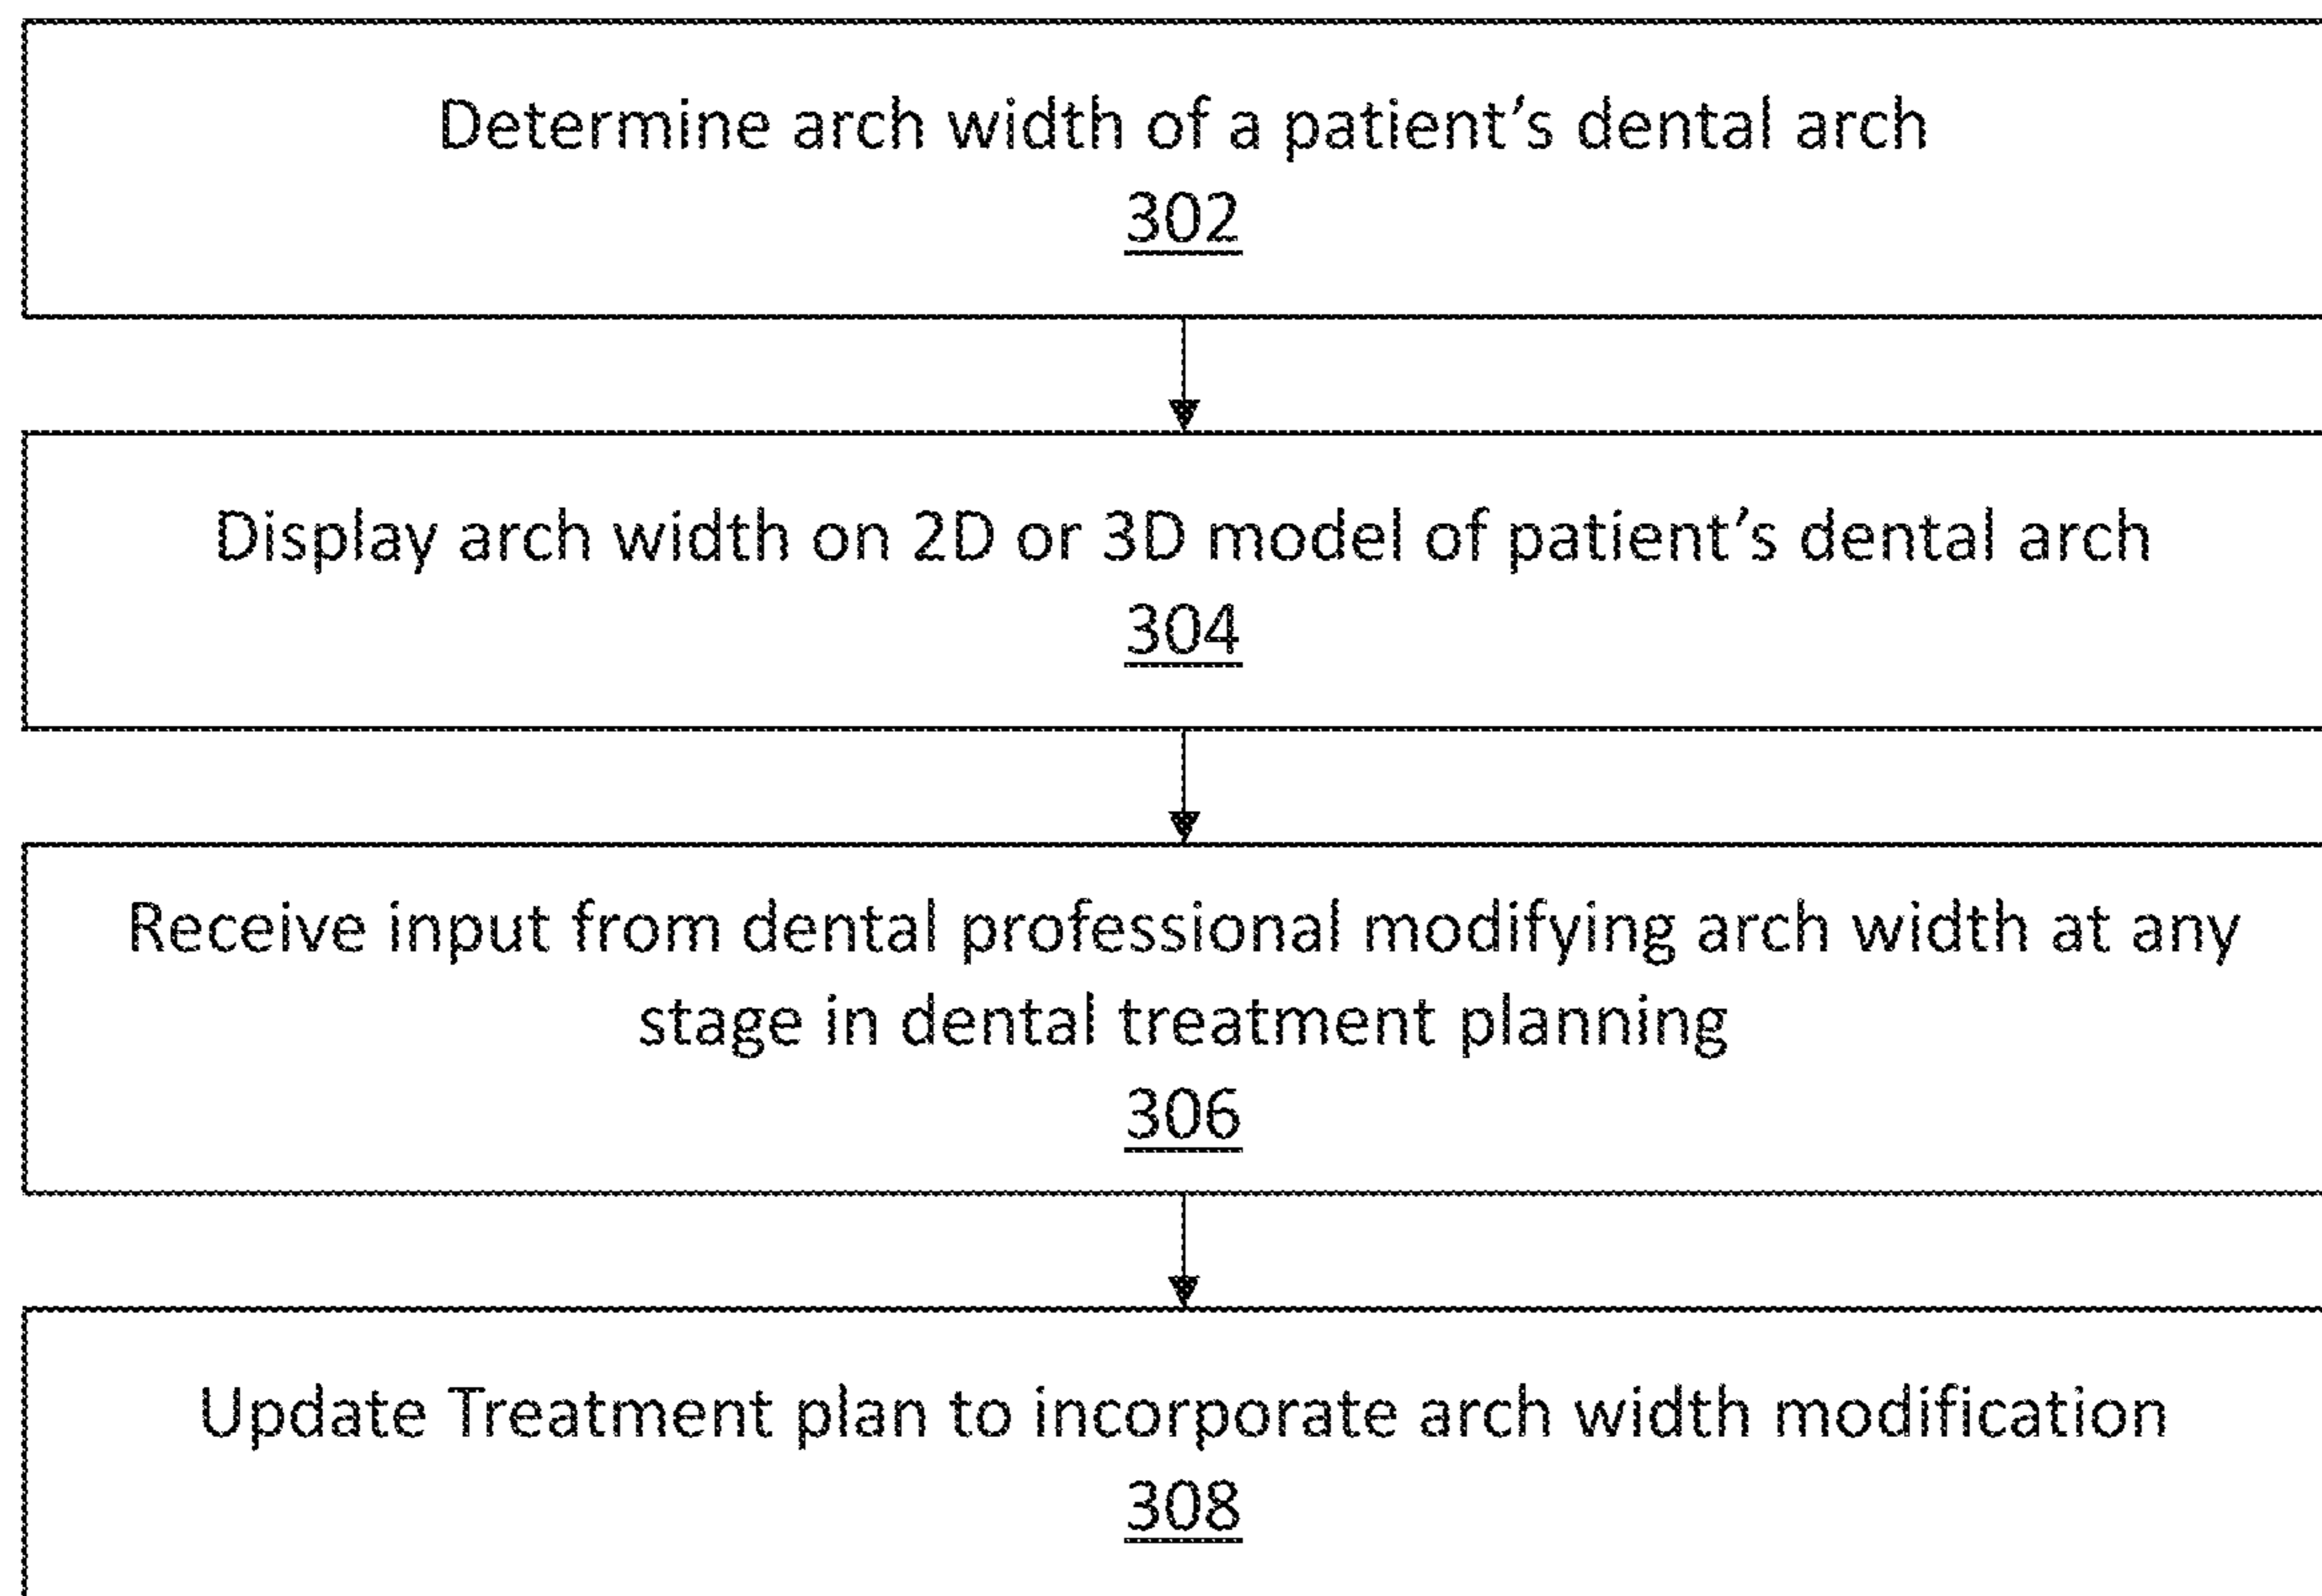 Determine arch width of a patient’s dental arch
302
Display arch width on 2D or 3D model of patient’s dental arch
304
Receive input from dental professional modifying arch width at any
stage in dental treatment planning
306
Update Treatment plan to incorporate arch width modification
308